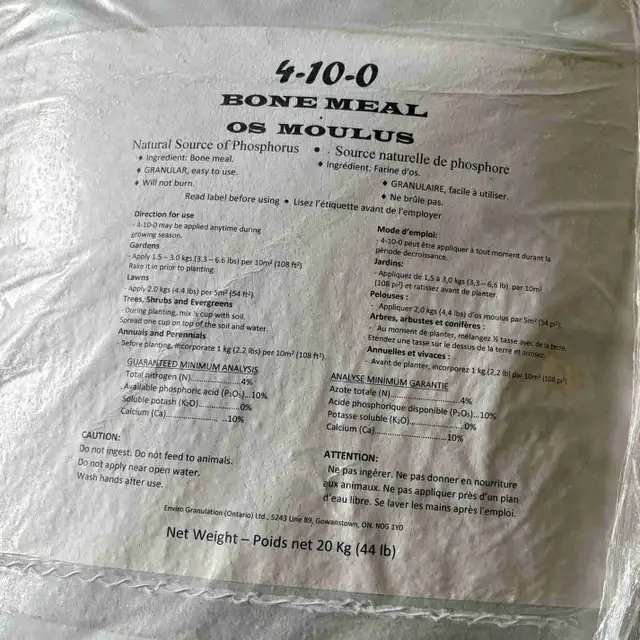 4-10-0
BONE MEAL
OS MOULUS
Natural Source of Phosphorus • Source naturelle de phosphore
♦ Ingredient: Bone meal.
♦ GRANULAR, easy to use.
♦ Will not burn.
♦ Ingrédient: Farine d'os.
♦ GRANULAIRE, facile à utiliser.
♦ Ne brûle pas.
Read label before using • Lisez l'étiquette avant de l'employer
Direction for use
- 4-10-0 may be applied anytime during
growing season.
Gardens
- Apply 1.5 – 3.0 kgs (3.3 – 6.6 lbs) per 10m² (108 ft²)
Rake it in prior to planting.
Lawns
- Apply 2.0 kgs (4.4 lbs) per 5m² (54 ft²).
Trees, Shrubs and Evergreens
- During planting, mix ½ cup with soil.
Spread one cup on top of the soil and water.
Annuals and Perennials
- Before planting, incorporate 1 kg (2.2 lbs) per 10m² (108 ft²).
GUARANTEED MINIMUM ANALYSIS
Total nitrogen (N)....................4%
Available phosphoric acid (P₂O₅)...10%
Soluble potash (K₂O)....................0%
Calcium (Ca)....................10%
CAUTION:
Do not ingest. Do not feed to animals.
Do not apply near open water.
Wash hands after use.
Mode d'emploi:
- 4-10-0 peut être appliquer à tout moment durant la
période decroissance.
Jardins:
- Appliquez de 1,5 à 3,0 kgs (3,3 – 6,6 lb), par 10m²
(108 pi²) et ratissez avant de planter.
Pelouses :
- Appliquer 2,0 kgs (4,4 lbs) d'os moulus par 5m² (54 pi²).
Arbres, arbustes et conifères :
- Au moment de planter, mélangez ½ tasse avec de la terre.
Etendez une tasse sur le dessus de la terre et arrosez.
Annuelles et vivaces :
- Avant de planter, incorporez 1 kg (2,2 lb) par 10m² (108 pi²).
ANALYSE MINIMUM GARANTIE
Azote totale (N)....................4%
Acide phosphorique disponible (P₂O₅)...10%
Potasse soluble (K₂O)....................0%
Calcium (Ca)....................10%
ATTENTION:
Ne pas ingérer. Ne pas donner en nourriture
aux animaux. Ne pas appliquer près d'un plan
d'eau libre. Se laver les mains après l'emploi.
Enviro Granulation (Ontario) Ltd., 5243 Line 89, Gowanstown, ON. N0G 1Y0
Net Weight – Poids net 20 Kg (44 lb)